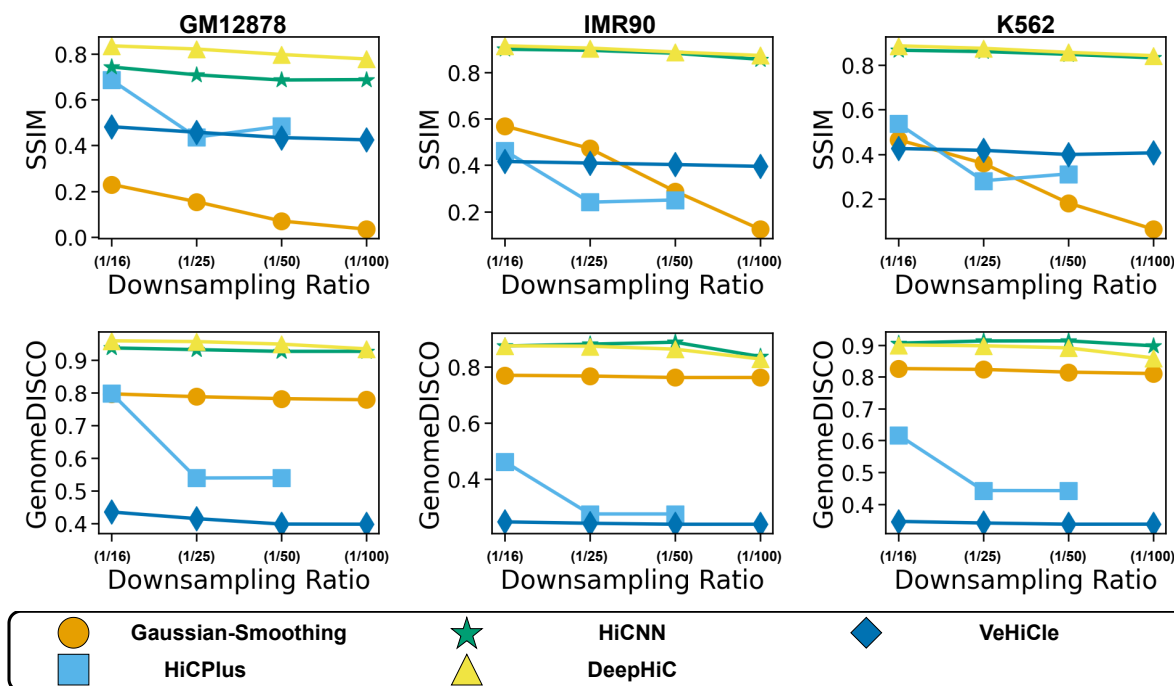 GM12878
IMR90
K562
SSIM
0.8
0.6
0.4
0.2
0.0
(1/16) (1/25) (1/50) (1/100)
Downsampling Ratio
SSIM
0.8
0.6
0.4
0.2
(1/16) (1/25) (1/50) (1/100)
Downsampling Ratio
SSIM
0.8
0.6
0.4
0.2
(1/16) (1/25) (1/50) (1/100)
Downsampling Ratio
GenomeDISCO
0.9
0.8
0.7
0.6
0.5
0.4
(1/16) (1/25) (1/50) (1/100)
Downsampling Ratio
GenomeDISCO
0.8
0.6
0.4
(1/16) (1/25) (1/50) (1/100)
Downsampling Ratio
GenomeDISCO
0.9
0.8
0.7
0.6
0.5
0.4
(1/16) (1/25) (1/50) (1/100)
Downsampling Ratio
Gaussian-Smoothing HiCNN VeHiCle
HiCPlus DeepHiC